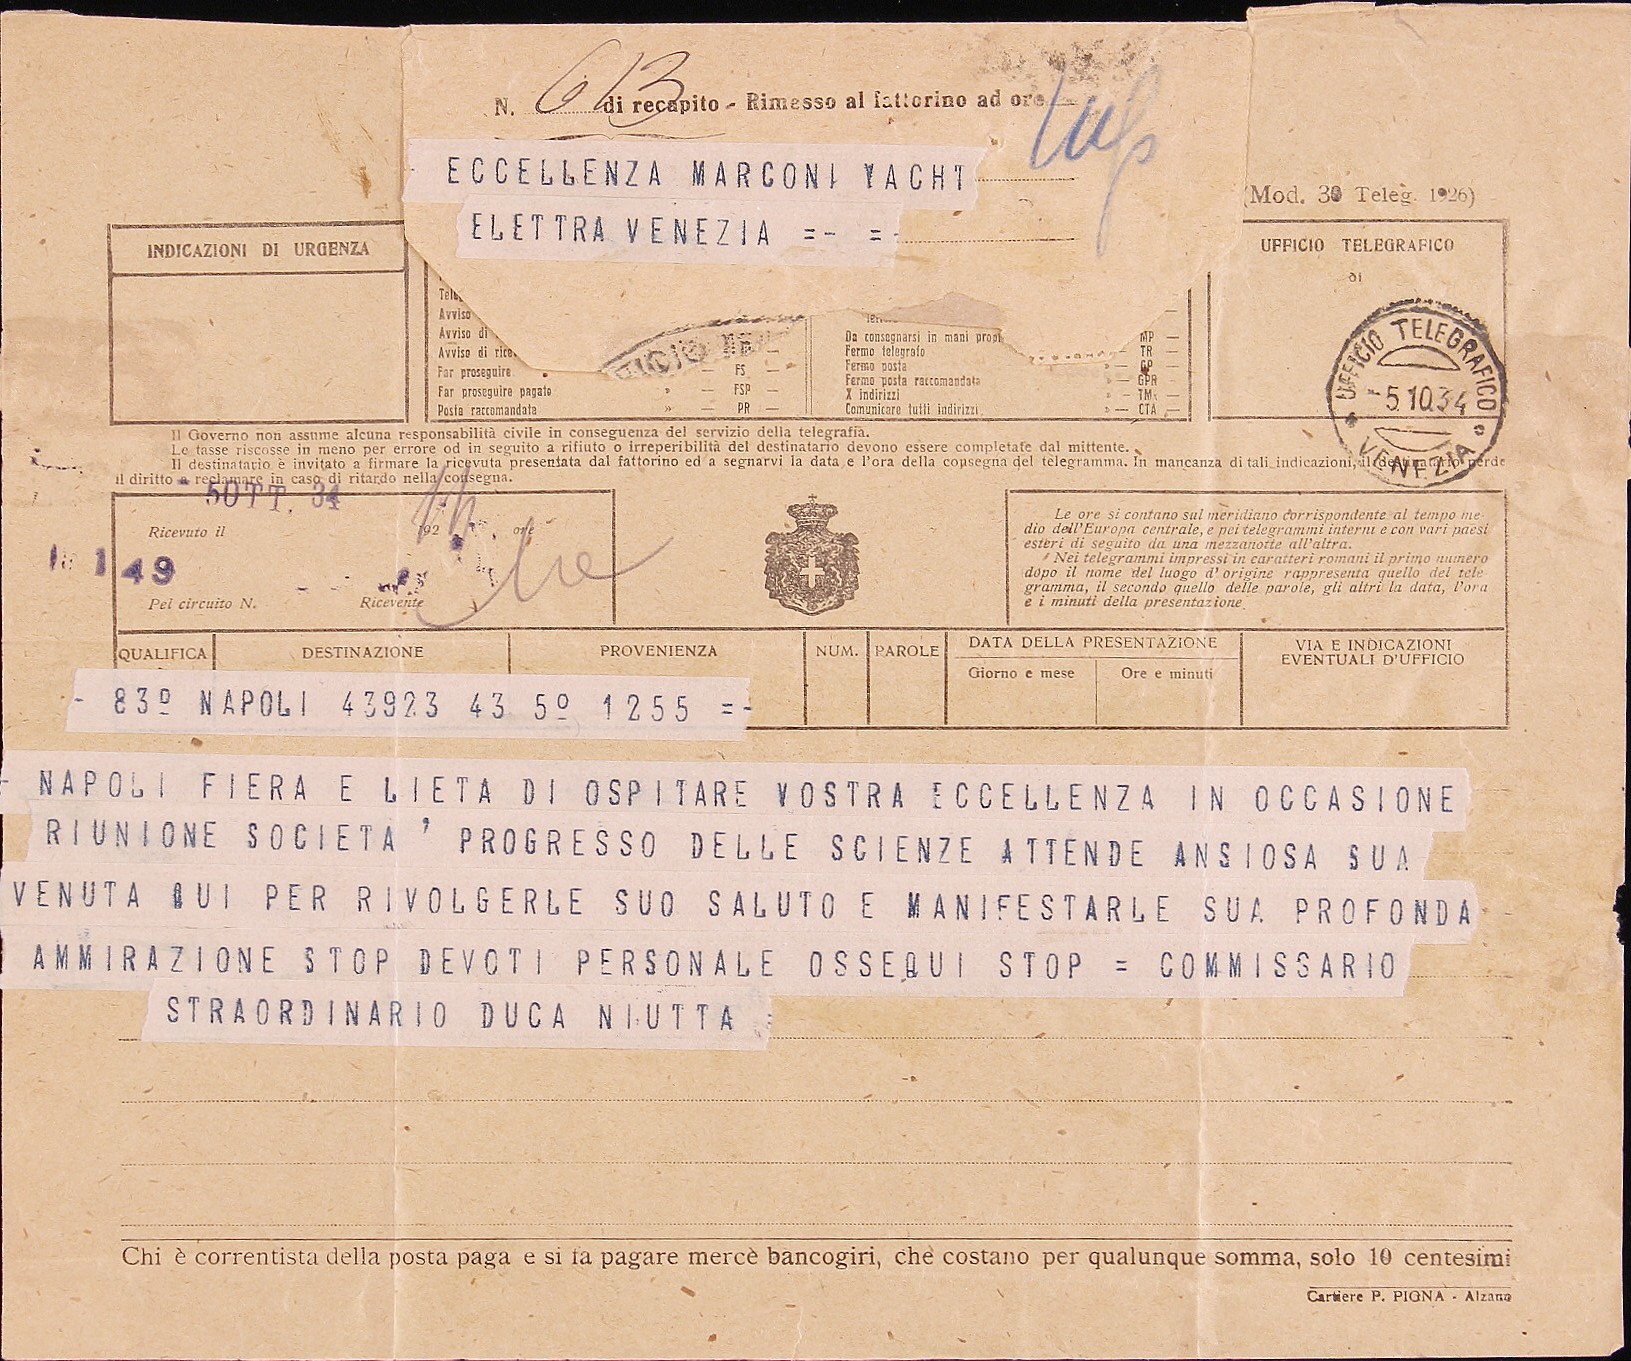 N. 613 di recapito - Rimesso al fattorino ad ore
ECCELLENZA MARCONI YACHT
ELETTRA VENEZIA =- =-
(Mod. 30 Teleg. 1926)
INDICAZIONI DI URGENZA
Avviso
Avviso di
Avviso di rice
Far proseguire » — FS —
Far proseguire pagato » — FSP —
Posta raccomandata » — PR —
Da consegnarsi in mani propr MP —
Fermo telegrafo — TR —
Fermo posta » — GP —
Fermo posta raccomandata » — GPR —
X indirizzi » — TMx —
Comunicare tutti indirizzi » — CTA —
UFFICIO TELEGRAFICO
di
UFFICIO TELEGRAFICO
-5.10.34
VENEZIA
Il Governo non assume alcuna responsabilità civile in conseguenza del servizio della telegrafia.
Le tasse riscosse in meno per errore od in seguito a rifiuto o irreperibilità del destinatario devono essere completate dal mittente.
Il destinatario è invitato a firmare la ricevuta presentata dal fattorino ed a segnarvi la data e l'ora della consegna del telegramma. In mancanza di tali indicazioni, il destinatario perde
il diritto a reclamare in caso di ritardo nella consegna.
5 OTT. 34
Ricevuto il 192 ore
149
Pel circuito N. Ricevente
Le ore si contano sul meridiano corrispondente al tempo me-
dio dell'Europa centrale, e pei telegrammi interni e con vari paesi
esteri di seguito da una mezzanotte all'altra.
Nei telegrammi impressi in caratteri romani il primo numero
dopo il nome del luogo d'origine rappresenta quello del tele-
gramma, il secondo quello delle parole, gli altri la data, l'ora
e i minuti della presentazione.
QUALIFICA DESTINAZIONE PROVENIENZA NUM. PAROLE DATA DELLA PRESENTAZIONE VIA E INDICAZIONI
EVENTUALI D'UFFICIO
Giorno e mese Ore e minuti
- 83º NAPOLI 43923 43 5º 1255 =-
- NAPOLI FIERA E LIETA DI OSPITARE VOSTRA ECCELLENZA IN OCCASIONE
RIUNIONE SOCIETA ' PROGRESSO DELLE SCIENZE ATTENDE ANSIOSA SUA
VENUTA QUI PER RIVOLGERLE SUO SALUTO E MANIFESTARLE SUA PROFONDA
AMMIRAZIONE STOP DEVOTI PERSONALE OSSEQUI STOP = COMMISSARIO
STRAORDINARIO DUCA NIUTTA
Chi è correntista della posta paga e si fa pagare mercè bancogiri, che costano per qualunque somma, solo 10 centesimi
Cartiere P. PIGNA - Alzano